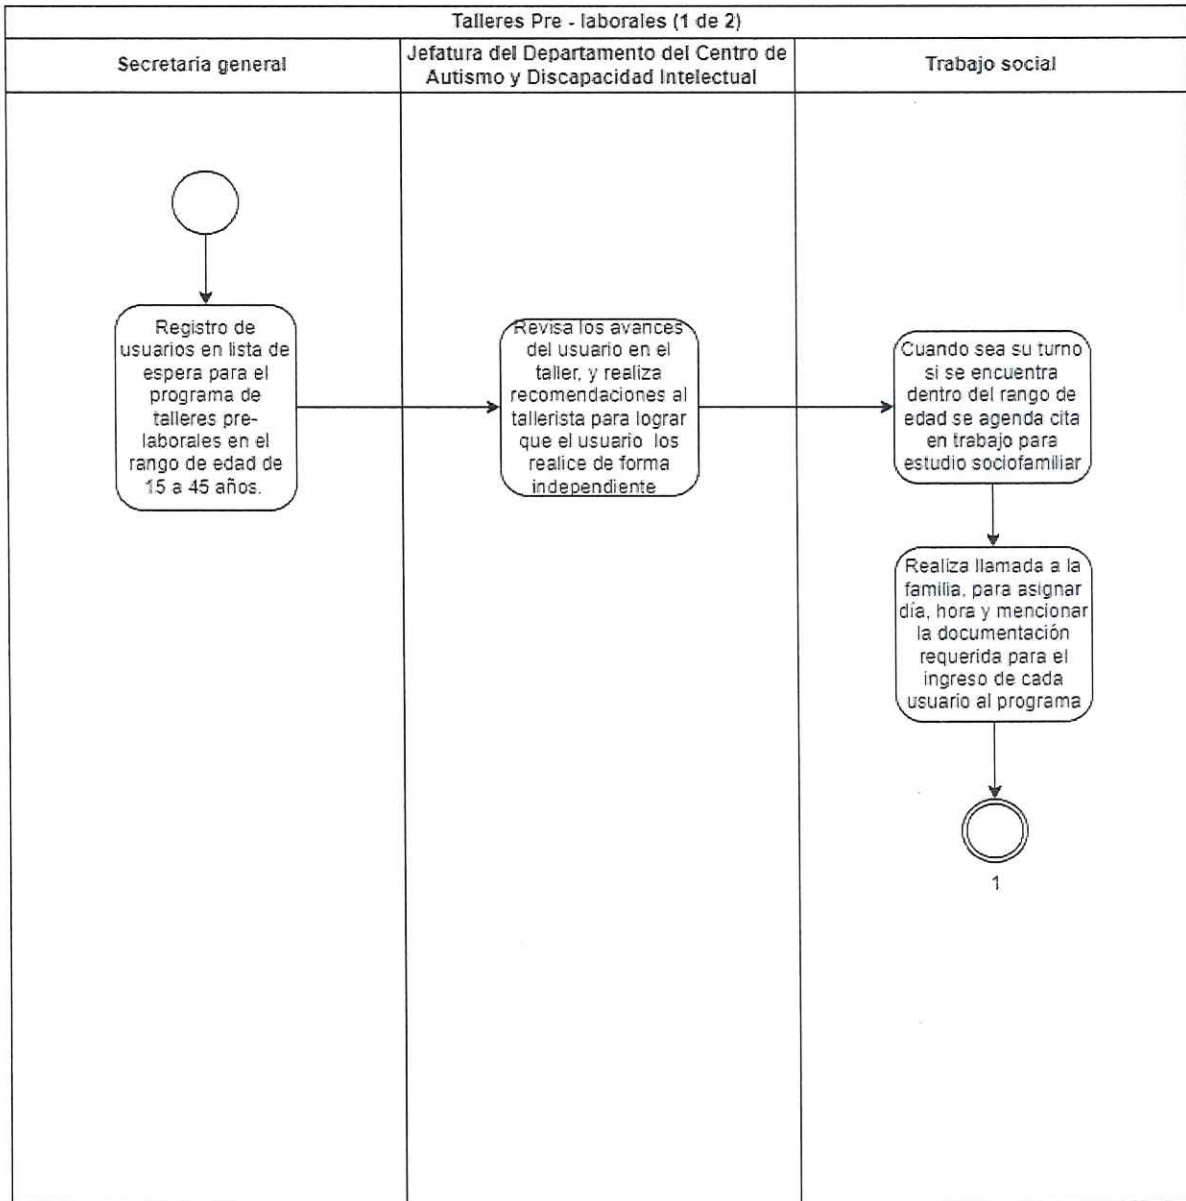 Talleres Pre - laborales (1 de 2)
Secretaria general
Jefatura del Departamento del Centro de
Autismo y Discapacidad Intelectual
Trabajo social
Registro de
usuarios en lista de
espera para el
programa de
talleres pre-
laborales en el
rango de edad de
15 a 45 años.
Revisa los avances
del usuario en el
taller, y realiza
recomendaciones al
tallerista para lograr
que el usuario los
realice de forma
independiente
Cuando sea su turno
si se encuentra
dentro del rango de
edad se agenda cita
en trabajo para
estudio sociofamiliar
Realiza llamada a la
familia, para asignar
día, hora y mencionar
la documentación
requerida para el
ingreso de cada
usuario al programa
1